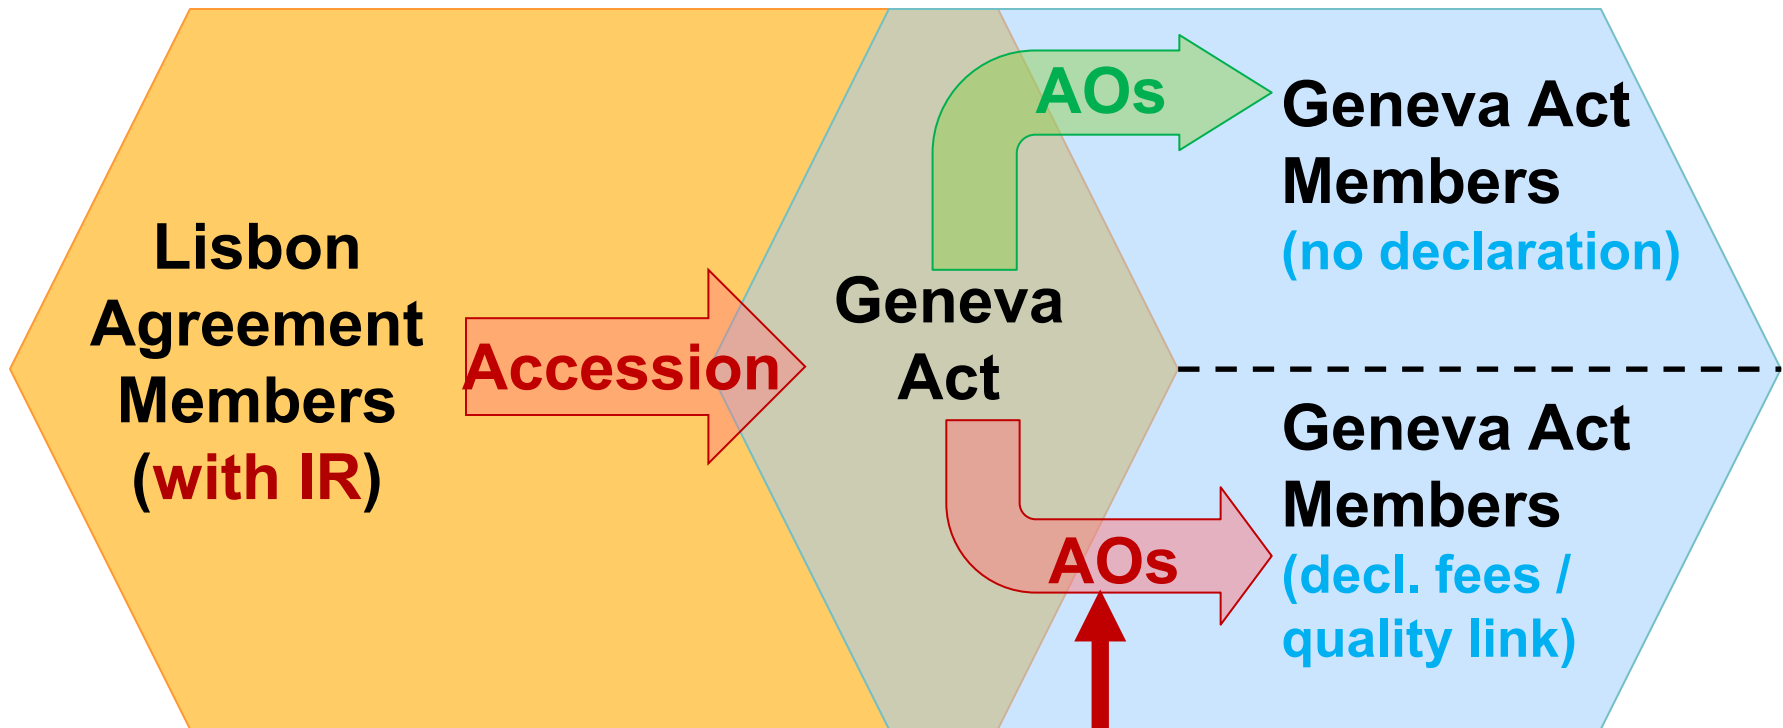 Lisbon
Agreement
Members
(with IR)
Accession
Geneva
Act
AOs
AOs
Geneva Act
Members
(no declaration)
Geneva Act
Members
(decl. fees /
quality link)